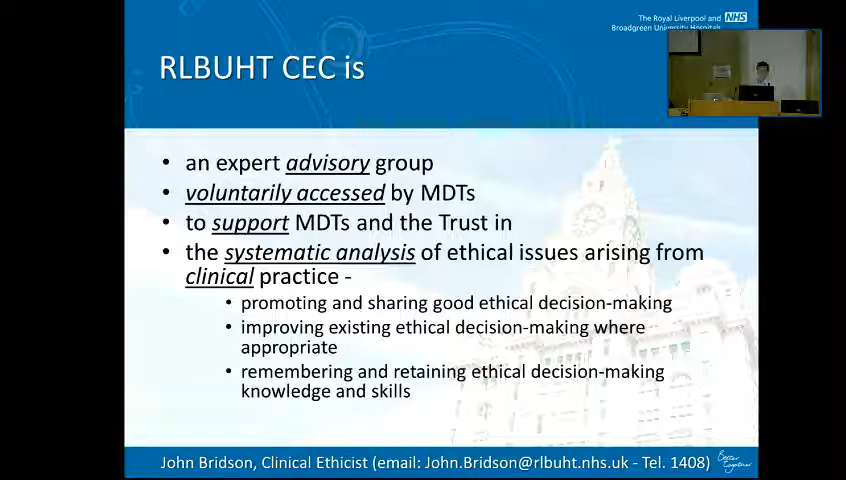 The Royal Liverpool and NHS
Broadgreen University Hospitals
RLBUHT CEC is
• an expert advisory group
• voluntarily accessed by MDTs
• to support MDTs and the Trust in
• the systematic analysis of ethical issues arising from
clinical practice -
• promoting and sharing good ethical decision-making
• improving existing ethical decision-making where
appropriate
• remembering and retaining ethical decision-making
knowledge and skills
John Bridson, Clinical Ethicist (email: John.Bridson@rlbuht.nhs.uk - Tel. 1408)
Better
Together